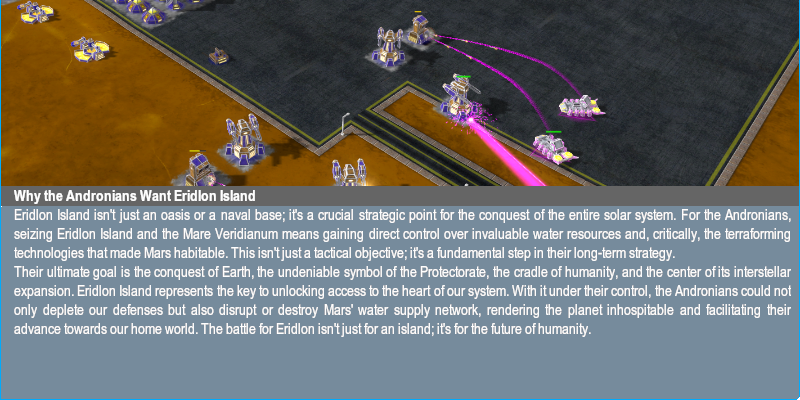 Why the Andronians Want Eridlon Island
Eridlon Island isn't just an oasis or a naval base; it's a crucial strategic point for the conquest of the entire solar system. For the Andronians,
seizing Eridlon Island and the Mare Veridianum means gaining direct control over invaluable water resources and, critically, the terraforming
technologies that made Mars habitable. This isn't just a tactical objective; it's a fundamental step in their long-term strategy.
Their ultimate goal is the conquest of Earth, the undeniable symbol of the Protectorate, the cradle of humanity, and the center of its interstellar
expansion. Eridlon Island represents the key to unlocking access to the heart of our system. With it under their control, the Andronians could not
only deplete our defenses but also disrupt or destroy Mars' water supply network, rendering the planet inhospitable and facilitating their
advance towards our home world. The battle for Eridlon isn't just for an island; it's for the future of humanity.